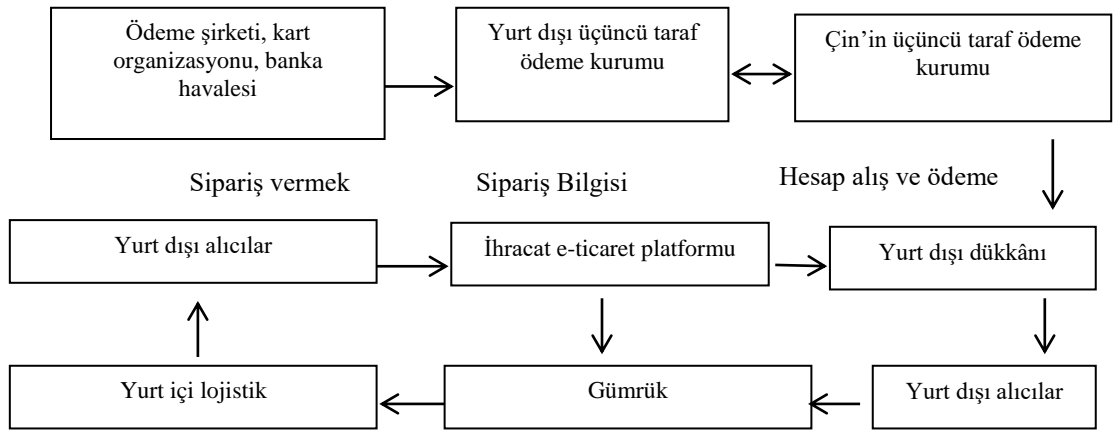 Ödeme şirketi, kart
organizasyonu, banka
havalesi
Yurt dışı üçüncü taraf
ödeme kurumu
Çin’in üçüncü taraf ödeme
kurumu
Sipariş vermek
Sipariş Bilgisi
Hesap alış ve ödeme
Yurt dışı alıcılar
İhracat e-ticaret platformu
Yurt dışı dükkânı
Yurt içi lojistik
Gümrük
Yurt dışı alıcılar